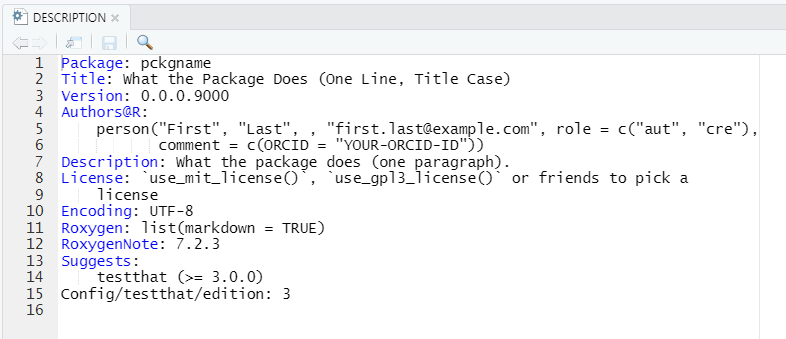 DESCRIPTION
1 Package: pckgname
2 Title: What the Package Does (One Line, Title Case)
3 Version: 0.0.0.9000
4 Authors@R:
5     person("First", "Last", , "first.last@example.com", role = c("aut", "cre"),
6            comment = c(ORCID = "YOUR-ORCID-ID"))
7 Description: What the package does (one paragraph).
8 License: `use_mit_license()`, `use_gpl3_license()` or friends to pick a
9     license
10 Encoding: UTF-8
11 Roxygen: list(markdown = TRUE)
12 RoxygenNote: 7.2.3
13 Suggests:
14     testthat (>= 3.0.0)
15 Config/testthat/edition: 3
16